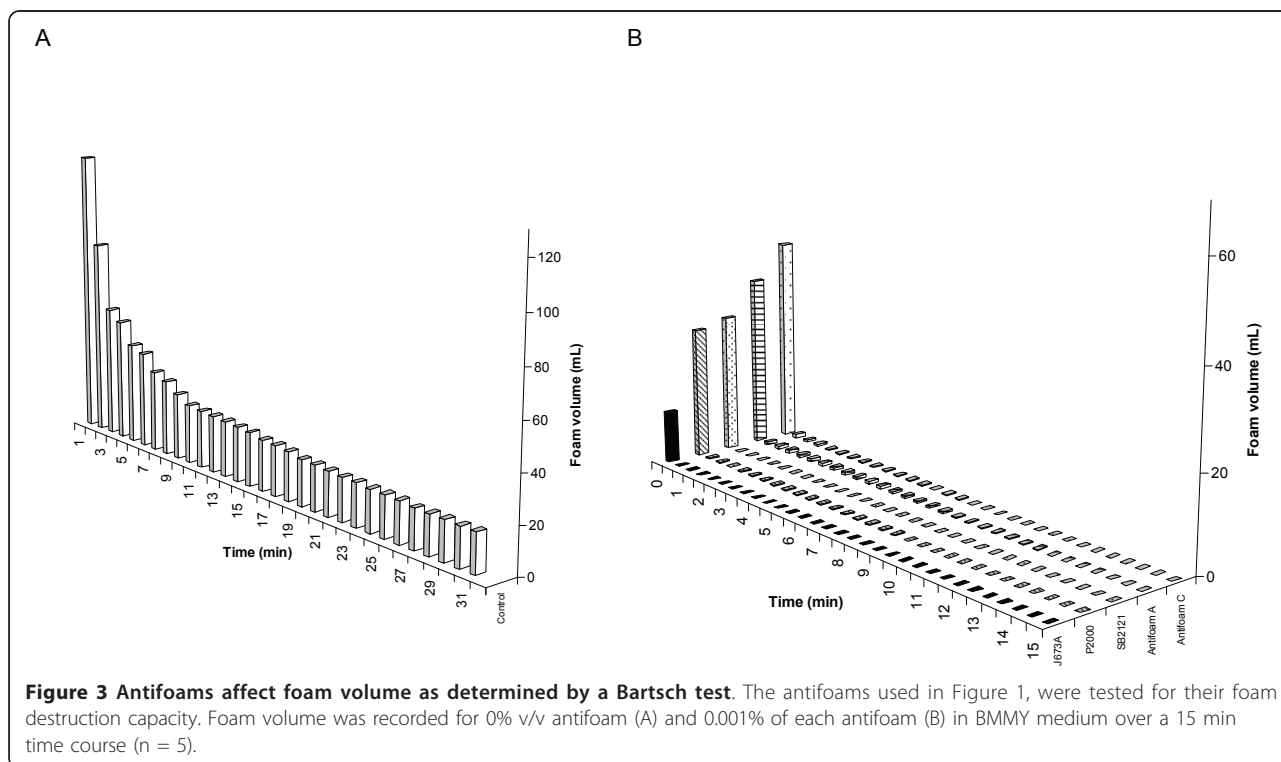 A
B
120
100
80
60
40
20
0
Foam volume (mL)
1
3
5
7
9
11
13
15
17
19
21
23
25
27
29
31
Time (min)
Control
60
40
20
0
Foam volume (mL)
0
1
2
3
4
5
6
7
8
9
10
11
12
13
14
15
Time (min)
J673A
P2000
SB2121
Antifoam A
Antifoam C
Figure 3 Antifoams affect foam volume as determined by a Bartsch test. The antifoams used in Figure 1, were tested for their foam
destruction capacity. Foam volume was recorded for 0% v/v antifoam (A) and 0.001% of each antifoam (B) in BMMY medium over a 15 min
time course (n = 5).